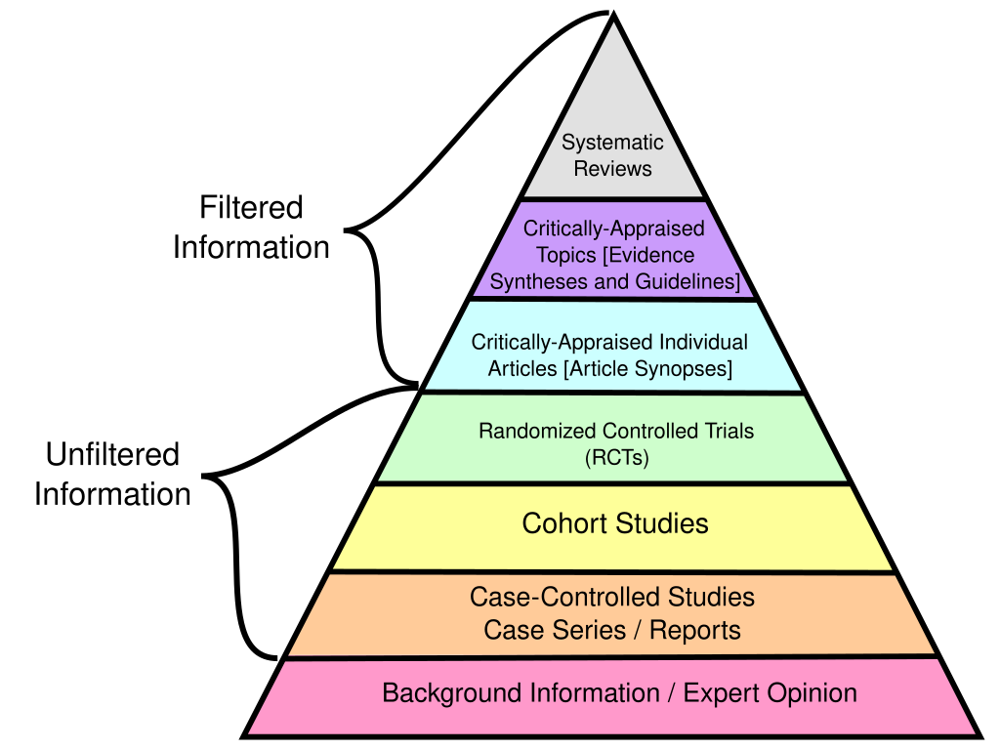 Systematic
Reviews
Critically-Appraised
Topics [Evidence
Syntheses and Guidelines]
Filtered
Information
Critically-Appraised Individual
Articles [Article Synopses]
Randomized Controlled Trials
(RCTs)
Unfiltered
Information
Cohort Studies
Case-Controlled Studies
Case Series / Reports
Background Information / Expert Opinion